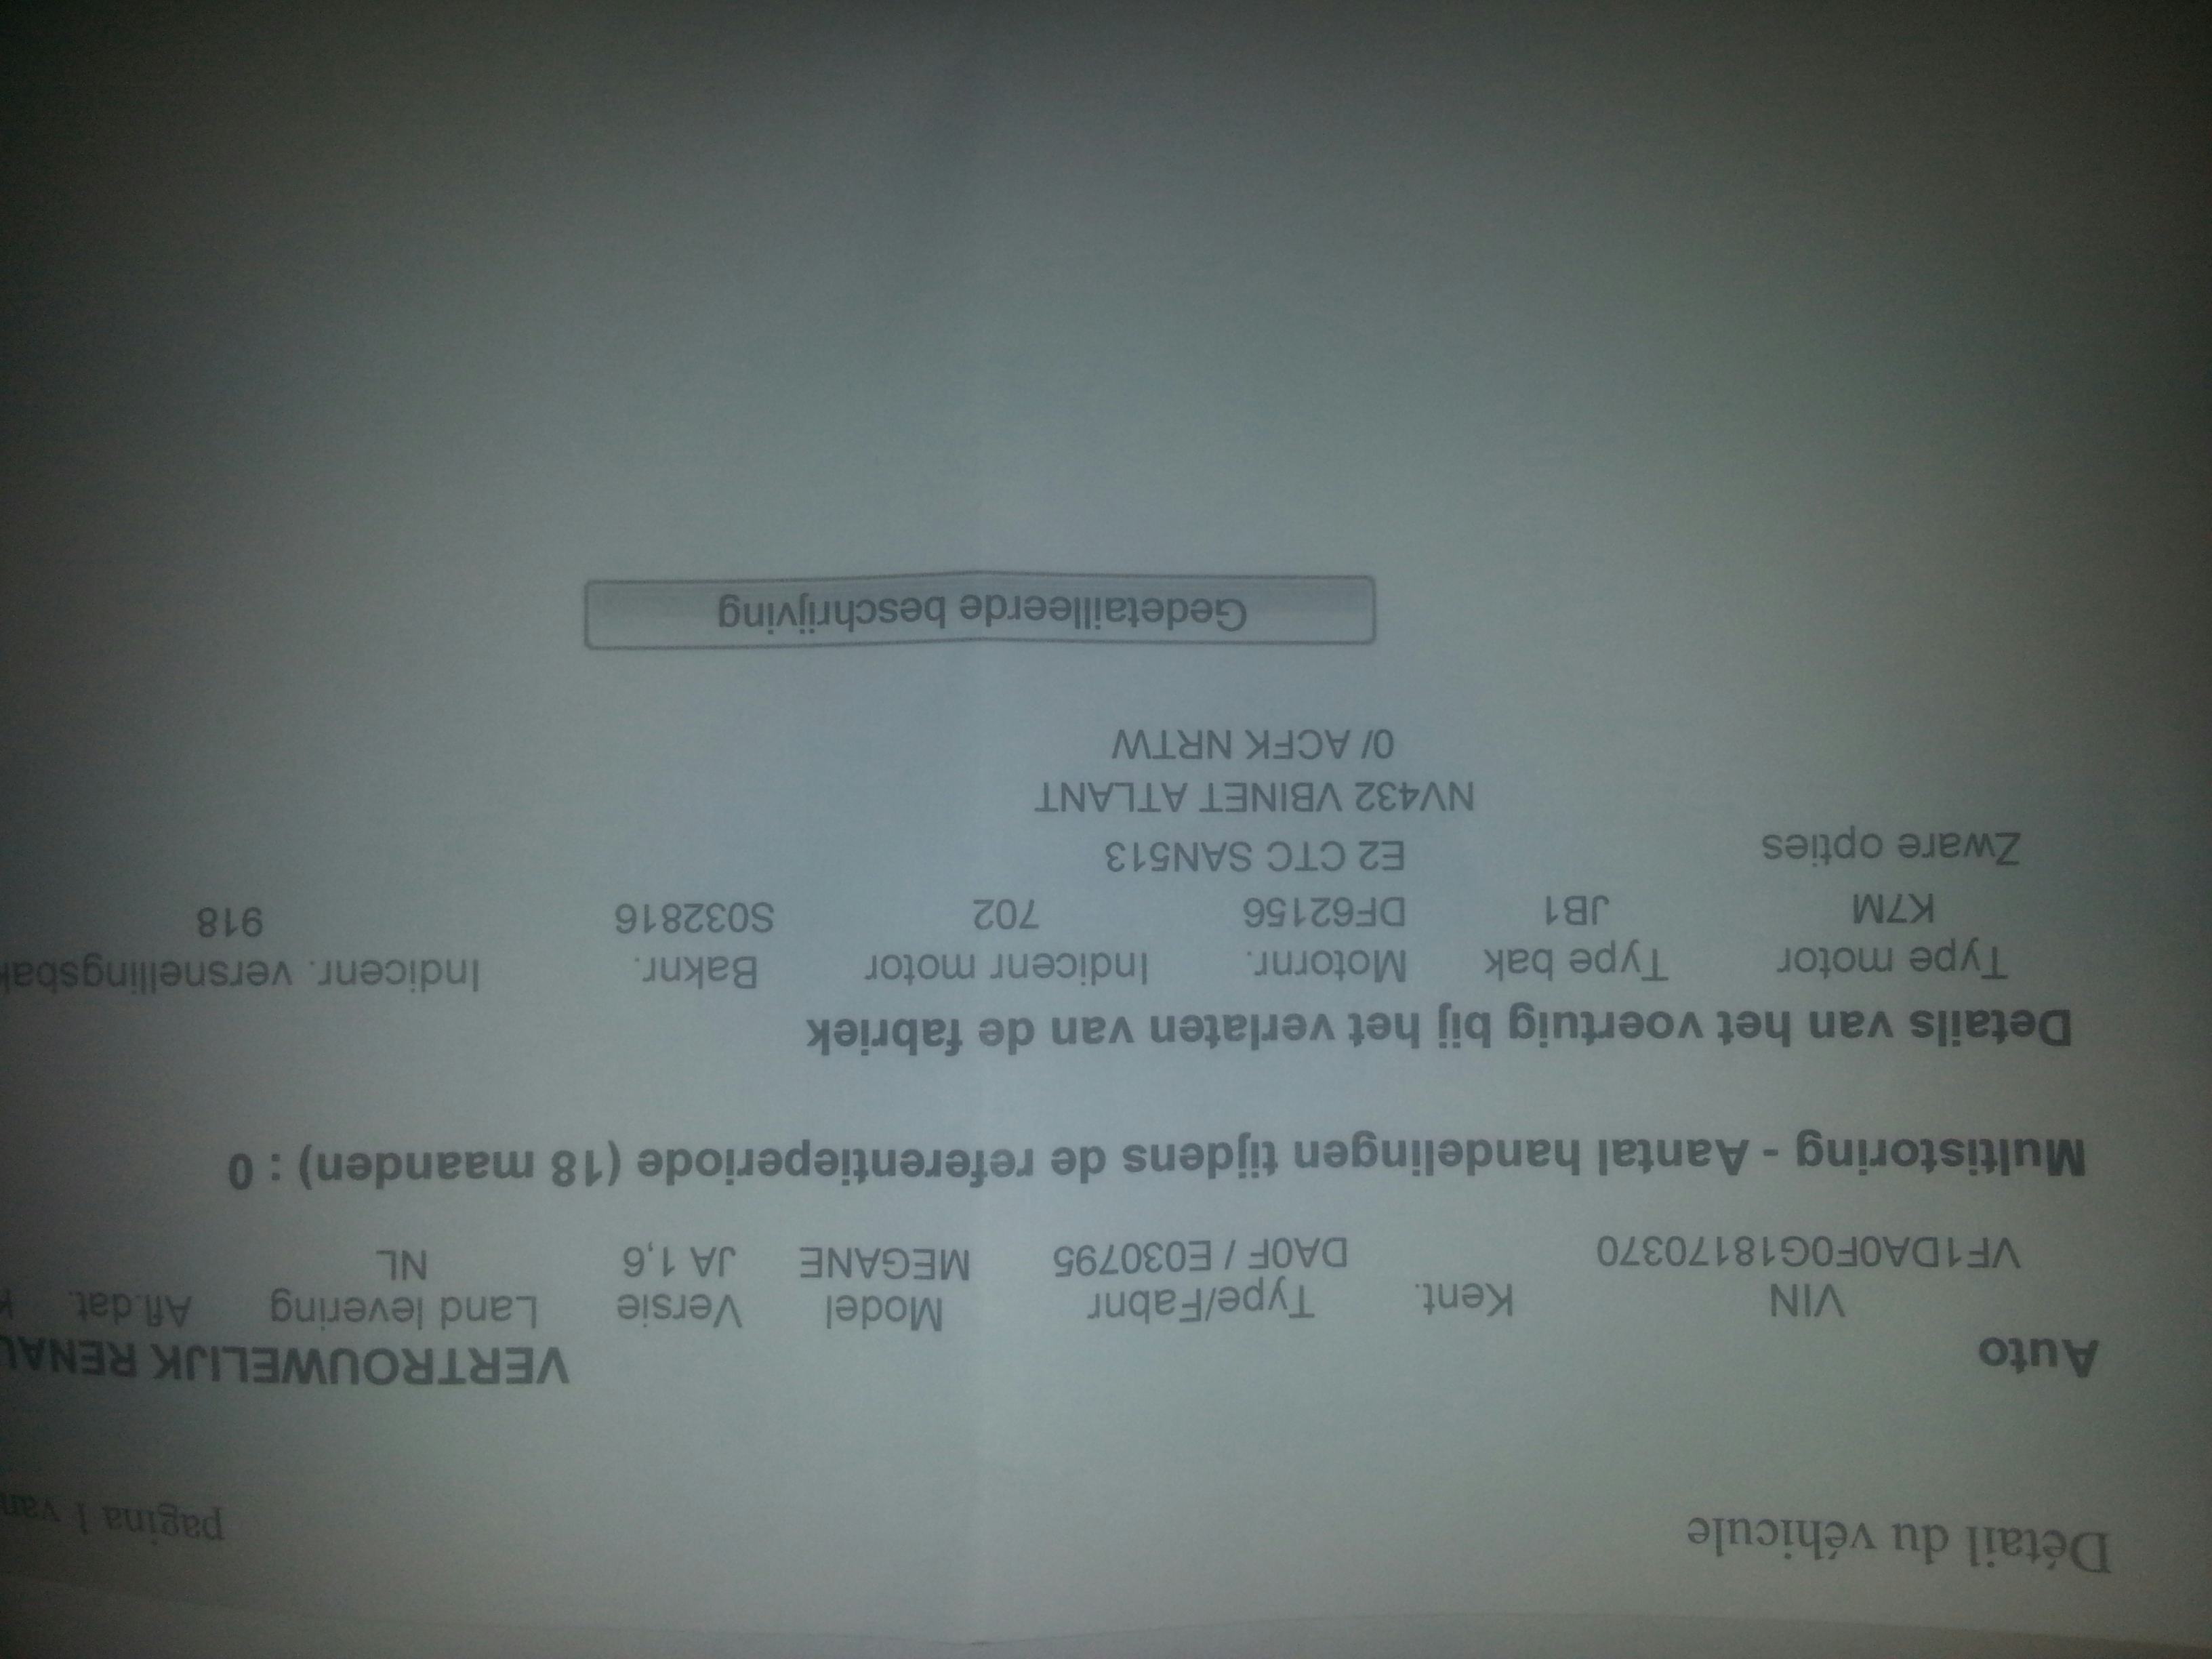 Détail du véhicule pagina 1 van
Auto VERTROUWELIJK
VIN Kent. Type/Fabnr Model Versie Land levering Afl.dat.
VF1DA0F0G18170370 DA0F / E030795 MEGANE JA 1,6 NL
Multistoring - Aantal handelingen tijdens de referentieperiode (18 maanden) : 0
Details van het voertuig bij het verlaten van de fabriek
Type motor Type bak Motornr. Indicenr motor Baknr. Indicenr. versnellingsbak
K7M JB1 DF62156 702 S032816 918
Zware opties E2 CTC SAN513
NV432 VBINET ATLANT
0/ ACFK NRTW
Gedetailleerde beschrijving